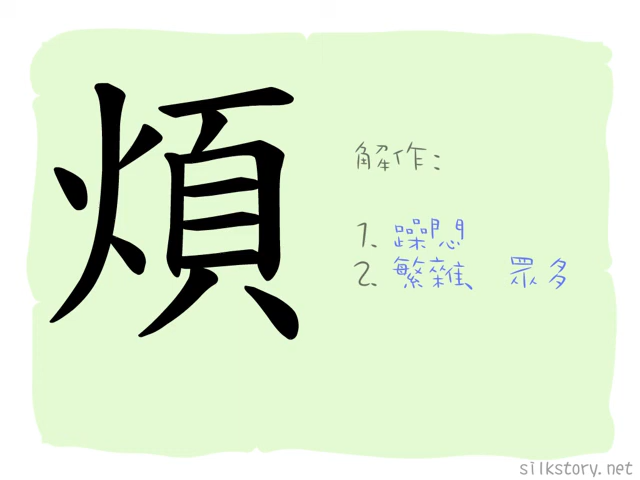 煩
解作：
1. 躁悶
2. 繁雜、眾多
silkstory.net